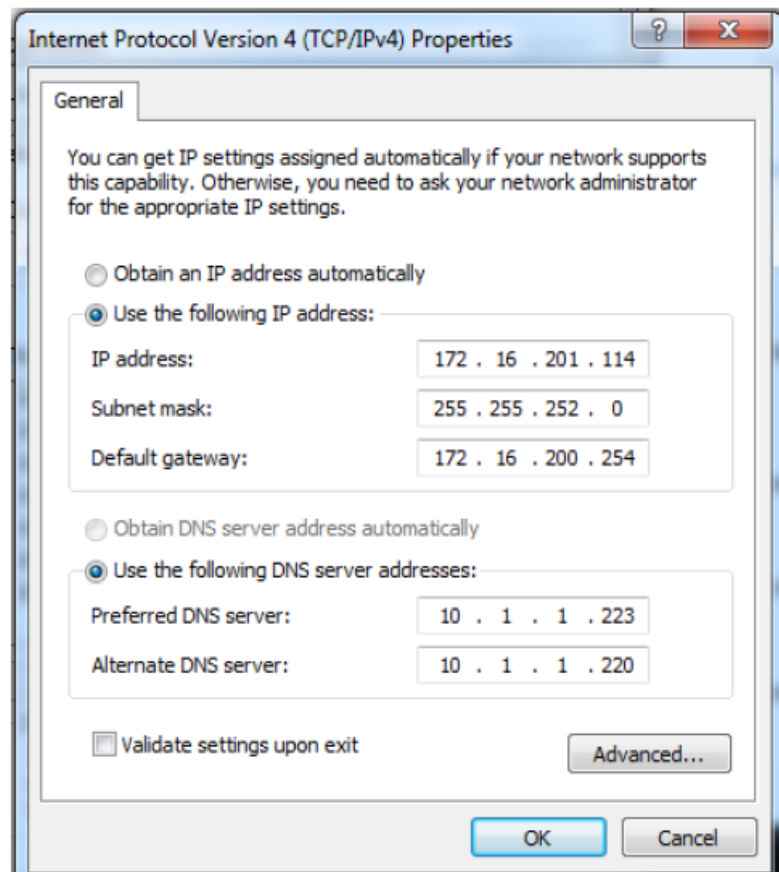 Internet Protocol Version 4 (TCP/IPv4) Properties
?
X
General
You can get IP settings assigned automatically if your network supports
this capability. Otherwise, you need to ask your network administrator
for the appropriate IP settings.
Obtain an IP address automatically
Use the following IP address:
IP address: 172 . 16 . 201 . 114
Subnet mask: 255 . 255 . 252 . 0
Default gateway: 172 . 16 . 200 . 254
Obtain DNS server address automatically
Use the following DNS server addresses:
Preferred DNS server: 10 . 1 . 1 . 223
Alternate DNS server: 10 . 1 . 1 . 220
Validate settings upon exit
Advanced...
OK Cancel